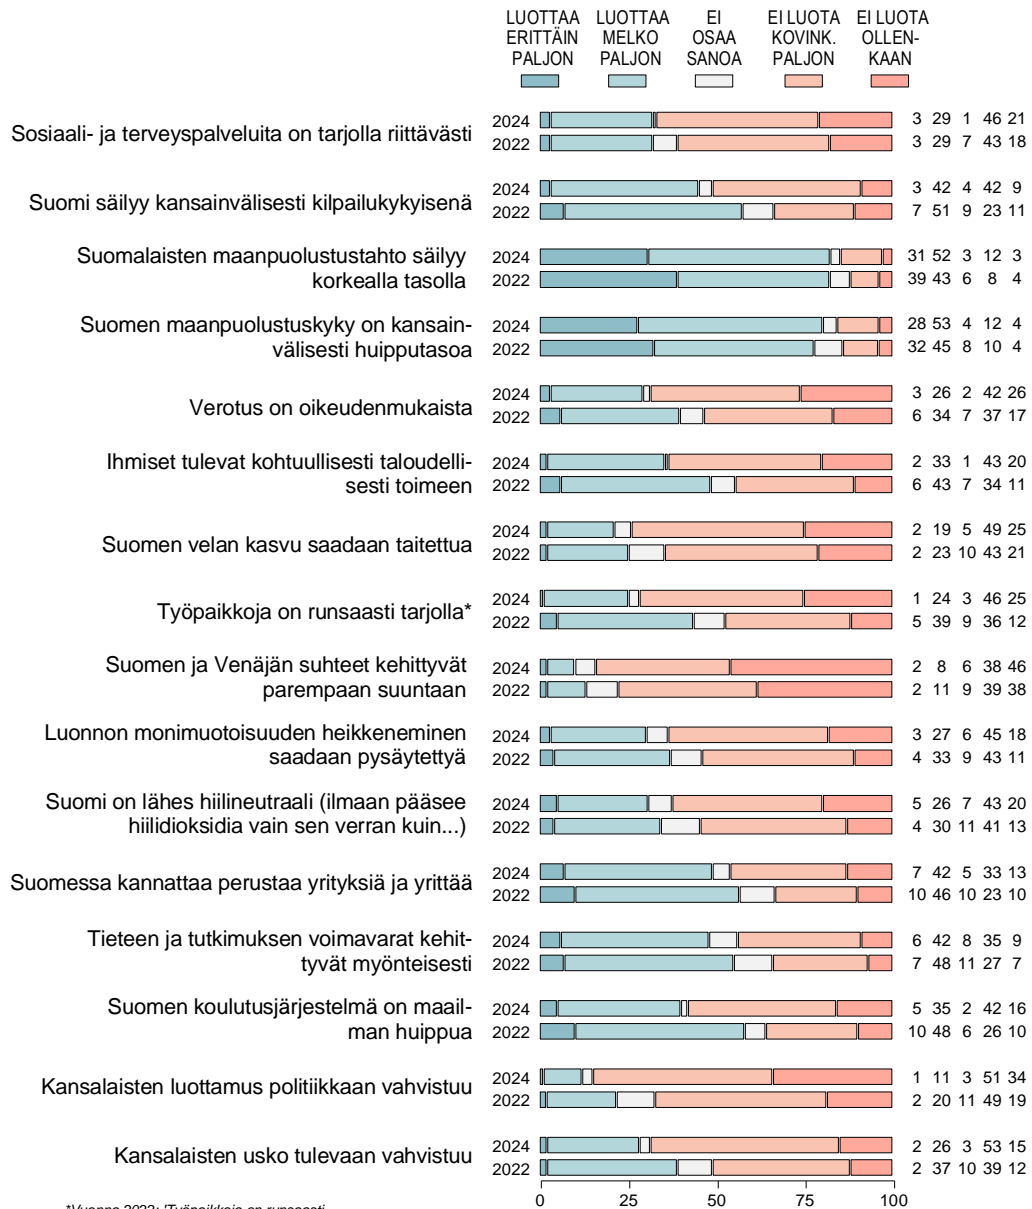 LUOTTAA LUOTTAA EI EI LUOTA EI LUOTA
ERITTÄIN MELKO OSAA KOVINK. OLLEN-
PALJON PALJON SANOA PALJON KAAN
2024 3 29 1 46 21
Sosiaali- ja terveyspalveluita on tarjolla riittävästi
2022 3 29 7 43 18
2024 3 42 4 42 9
Suomi säilyy kansainvälisesti kilpailukykyisenä
2022 7 51 9 23 11
Suomalaisten maanpuolustustahto säilyy 2024 31 52 3 12 3
korkealla tasolla 2022 39 43 6 8 4
Suomen maanpuolustuskyky on kansain- 2024 28 53 4 12 4
välisesti huipputasoa 2022 32 45 8 10 4
2024 3 26 2 42 26
Verotus on oikeudenmukaista
2022 6 34 7 37 17
Ihmiset tulevat kohtuullisesti taloudelli- 2024 2 33 1 43 20
sesti toimeen 2022 6 43 7 34 11
2024 2 19 5 49 25
Suomen velan kasvu saadaan taitettua
2022 2 23 10 43 21
2024 1 24 3 46 25
Työpaikkoja on runsaasti tarjolla*
2022 5 39 9 36 12
Suomen ja Venäjän suhteet kehittyvät 2024 2 8 6 38 46
parempaan suuntaan 2022 2 11 9 39 38
Luonnon monimuotoisuuden heikkeneminen 2024 3 27 6 45 18
saadaan pysäytettyä 2022 4 33 9 43 11
Suomi on lähes hiilineutraali (ilmaan pääsee 2024 5 26 7 43 20
hiilidioksidia vain sen verran kuin...) 2022 4 30 11 41 13
2024 7 42 5 33 13
Suomessa kannattaa perustaa yrityksiä ja yrittää
2022 10 46 10 23 10
Tieteen ja tutkimuksen voimavarat kehit- 2024 6 42 8 35 9
tyvät myönteisesti 2022 7 48 11 27 7
Suomen koulutusjärjestelmä on maail- 2024 5 35 2 42 16
man huippua 2022 10 48 6 26 10
2024 1 11 3 51 34
Kansalaisten luottamus politiikkaan vahvistuu
2022 2 20 11 49 19
2024 2 26 3 53 15
Kansalaisten usko tulevaan vahvistuu
2022 2 37 10 39 12
0 25 50 75 100